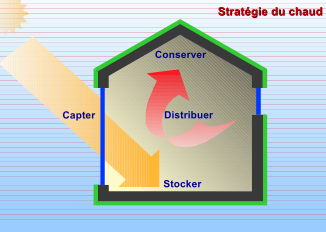 Stratégie du chaud
Conserver
Capter
Distribuer
Stocker